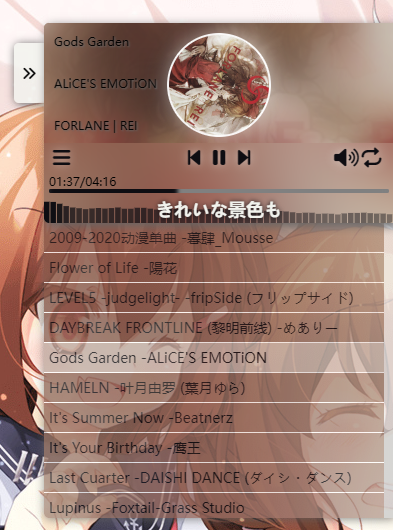 Gods Garden
ALiCE'S EMOTiON
FORLANE | REI
01:37/04:16
きれいな景色も
2009-2020动漫单曲 -審肆_Mousse
Flower of Life -陽花
LEVEL5 -judgelight- -fripSide (フリップサイド)
DAYBREAK FRONTLINE (黎明前线) -めありー
Gods Garden -ALiCE'S EMOTiON
HAMELN -叶月由罗 (葉月ゆら)
It's Summer Now -Beatnerz
It's Your Birthday -鹰王
Last Cuarter -DAISHI DANCE (ダイシ・ダンス)
Lupinus -Foxtail-Grass Studio